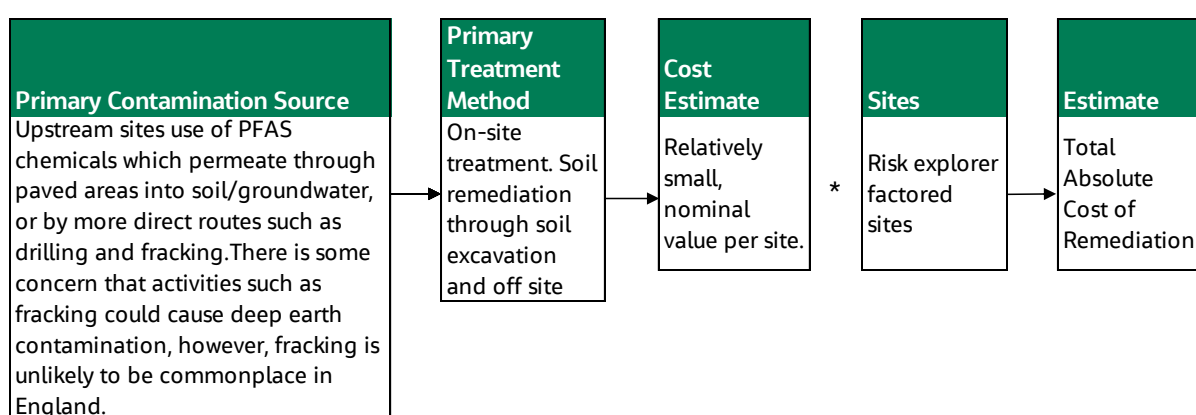 Primary Contamination Source
Upstream sites use of PFAS
chemicals which permeate through
paved areas into soil/groundwater,
or by more direct routes such as
drilling and fracking.There is some
concern that activities such as
fracking could cause deep earth
contamination, however, fracking is
unlikely to be commonplace in
England.
Primary
Treatment
Method
On-site
treatment. Soil
remediation
through soil
excavation
and off site
Cost
Estimate
Relatively
small,
nominal
value per site.
*
Sites
Risk explorer
factored
sites
Estimate
Total
Absolute
Cost of
Remediation